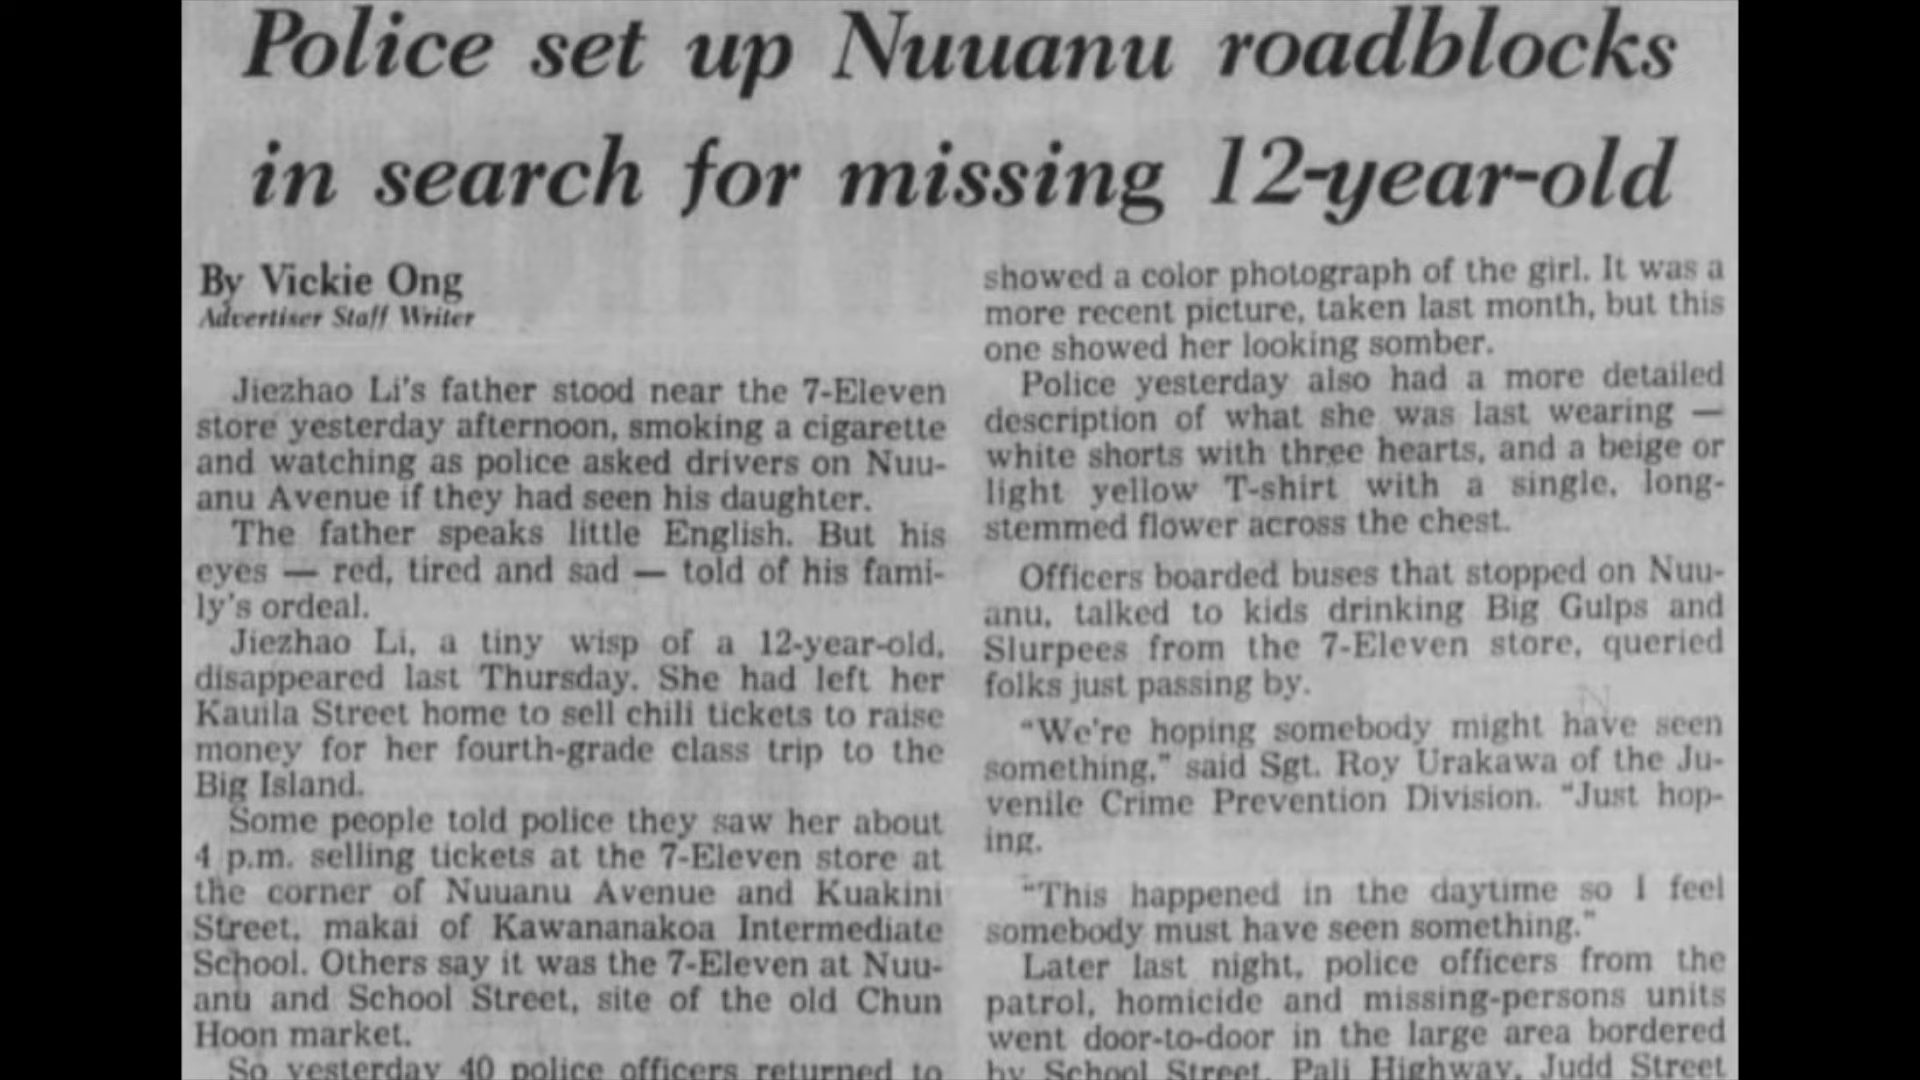 Police set up Nuuanu roadblocks
in search for missing 12-year-old
By Vickie Ong
Advertiser Staff Writer
Jiezhao Li's father stood near the 7-Eleven
store yesterday afternoon, smoking a cigarette
and watching as police asked drivers on Nuu-
anu Avenue if they had seen his daughter.
The father speaks little English. But his
eyes — red, tired and sad — told of his fami-
ly's ordeal.
Jiezhao Li, a tiny wisp of a 12-year-old,
disappeared last Thursday. She had left her
Kauila Street home to sell chili tickets to raise
money for her fourth-grade class trip to the
Big Island.
Some people told police they saw her about
4 p.m. selling tickets at the 7-Eleven store at
the corner of Nuuanu Avenue and Kuakini
Street, makai of Kawananakoa Intermediate
School. Others say it was the 7-Eleven at Nuu-
anu and School Street, site of the old Chun
Hoon market.
So yesterday 40 police officers returned to
showed a color photograph of the girl. It was a
more recent picture, taken last month, but this
one showed her looking somber.
Police yesterday also had a more detailed
description of what she was last wearing —
white shorts with three hearts, and a beige or
light yellow T-shirt with a single, long-
stemmed flower across the chest.
Officers boarded buses that stopped on Nuu-
anu, talked to kids drinking Big Gulps and
Slurpees from the 7-Eleven store, queried
folks just passing by.
"We're hoping somebody might have seen
something," said Sgt. Roy Urakawa of the Ju-
venile Crime Prevention Division. "Just hop-
ing.
"This happened in the daytime so I feel
somebody must have seen something."
Later last night, police officers from the
patrol, homicide and missing-persons units
went door-to-door in the large area bordered
by School Street, Pali Highway, Judd Street